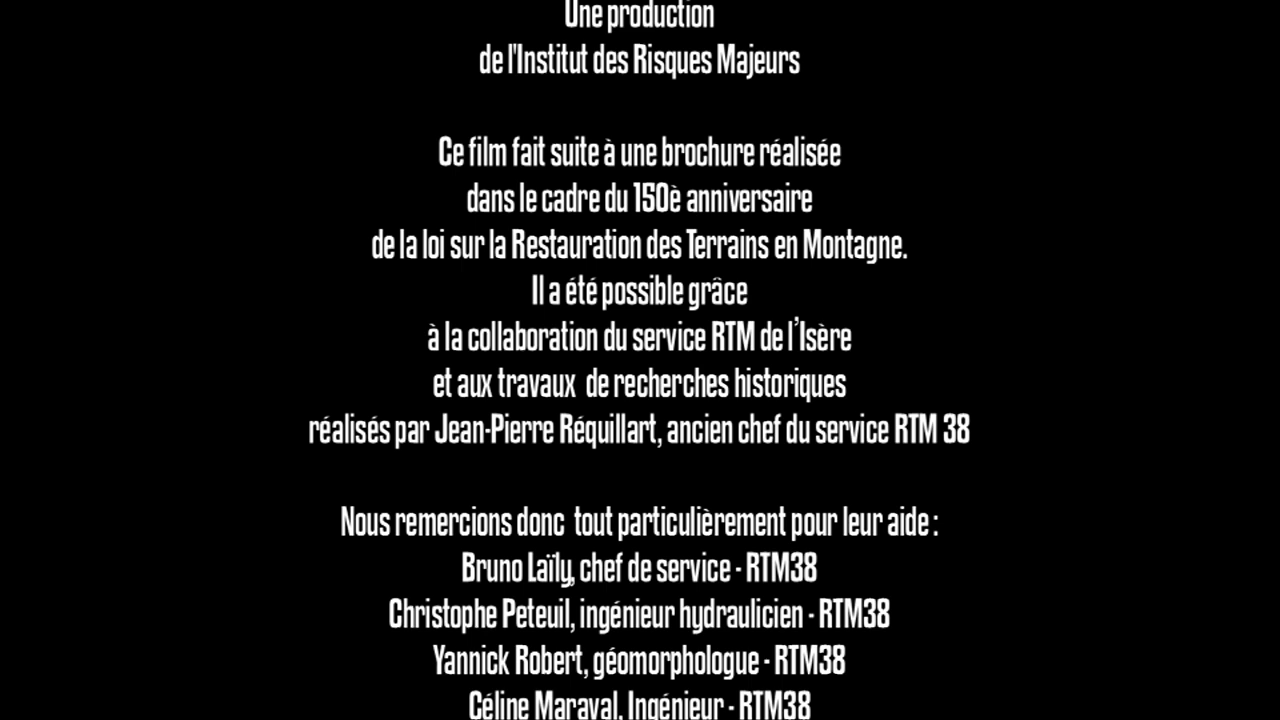 Une production
de l'Institut des Risques Majeurs
Ce film fait suite à une brochure réalisée
dans le cadre du 150è anniversaire
de la loi sur la Restauration des Terrains en Montagne.
Il a été possible grâce
à la collaboration du service RTM de l’Isère
et aux travaux de recherches historiques
réalisés par Jean-Pierre Réquillart, ancien chef du service RTM 38
Nous remercions donc tout particulièrement pour leur aide :
Bruno Laïly, chef de service - RTM38
Christophe Peteuil, ingénieur hydraulicien - RTM38
Yannick Robert, géomorphologue - RTM38
Céline Maraval, Ingénieur - RTM38